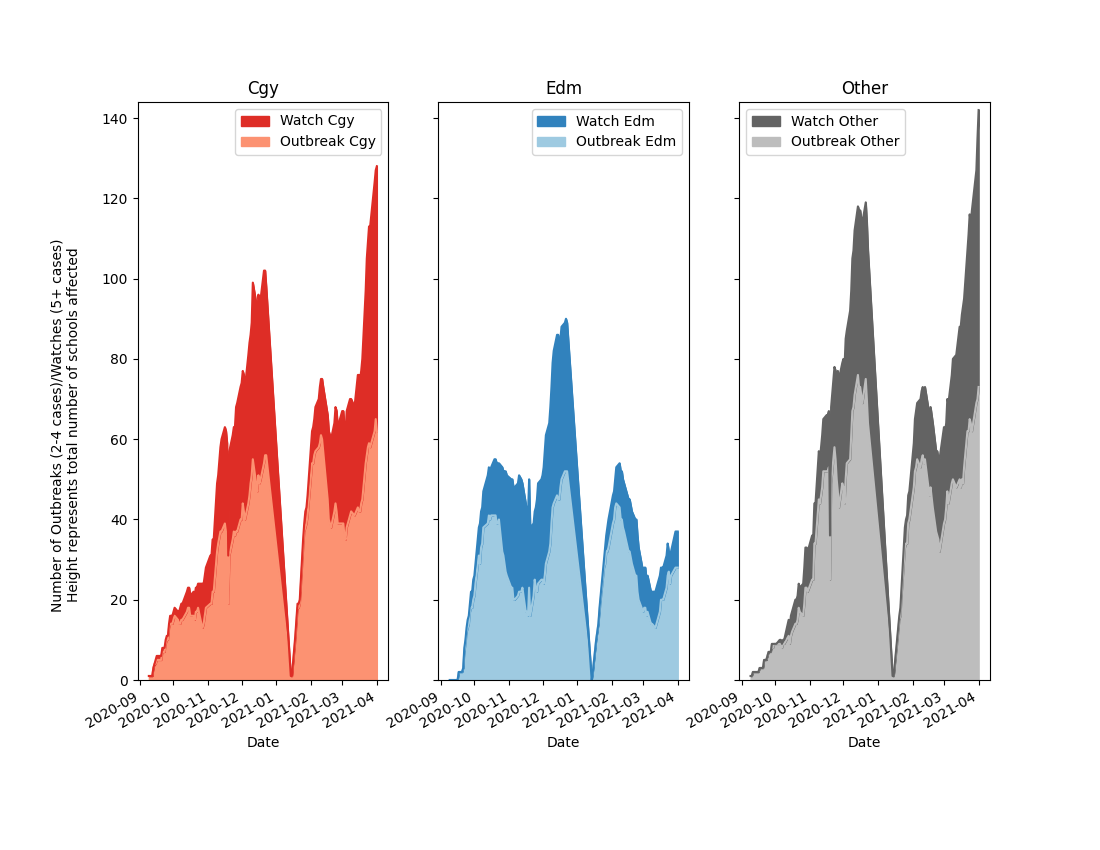 Cgy
Edm
Other
Watch Cgy
Outbreak Cgy
Watch Edm
Outbreak Edm
Watch Other
Outbreak Other
Number of Outbreaks (2-4 cases)/Watches (5+ cases)
Height represents total number of schools affected
140
120
100
80
60
40
20
0
2020-09
2020-10
2020-11
2020-12
2021-01
2021-02
2021-03
2021-04
2020-09
2020-10
2020-11
2020-12
2021-01
2021-02
2021-03
2021-04
2020-09
2020-10
2020-11
2020-12
2021-01
2021-02
2021-03
2021-04
Date
Date
Date